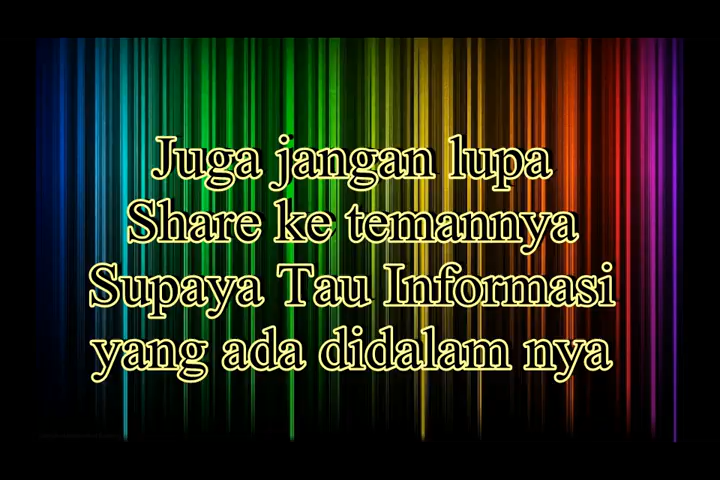 Juga jangan lupa
Share ke temannya
Supaya Tau Informasi
yang ada didalam nya